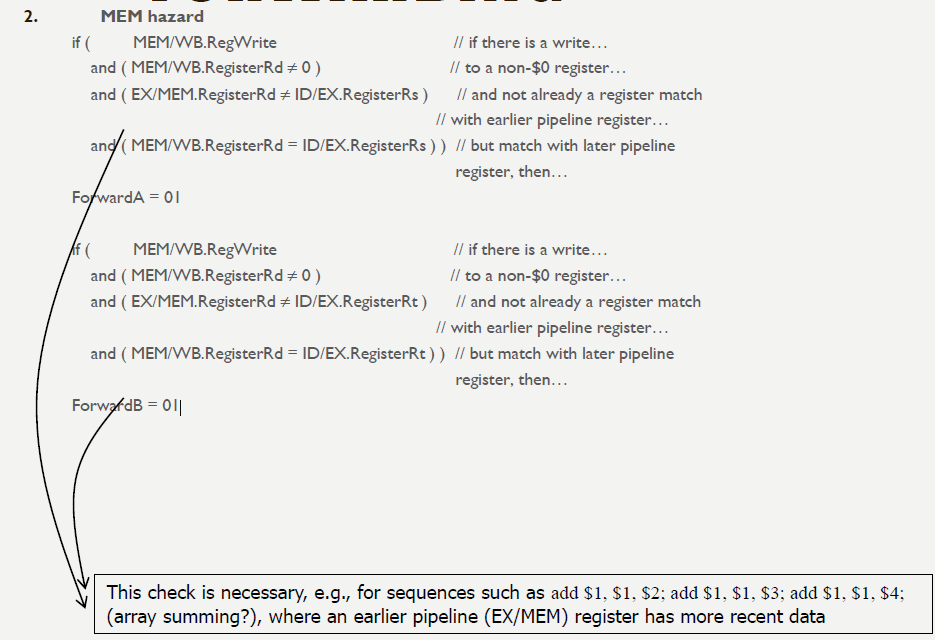 2. MEM hazard
if ( MEM/WB.RegWrite // if there is a write…
and ( MEM/WB.RegisterRd ≠ 0 ) // to a non-$0 register…
and ( EX/MEM.RegisterRd ≠ ID/EX.RegisterRs ) // and not already a register match
// with earlier pipeline register…
and ( MEM/WB.RegisterRd = ID/EX.RegisterRs ) ) // but match with later pipeline
register, then…
ForwardA = 01
if ( MEM/WB.RegWrite // if there is a write…
and ( MEM/WB.RegisterRd ≠ 0 ) // to a non-$0 register…
and ( EX/MEM.RegisterRd ≠ ID/EX.RegisterRt ) // and not already a register match
// with earlier pipeline register…
and ( MEM/WB.RegisterRd = ID/EX.RegisterRt ) ) // but match with later pipeline
register, then…
ForwardB = 01
This check is necessary, e.g., for sequences such as add $1, $1, $2; add $1, $1, $3; add $1, $1, $4;
(array summing?), where an earlier pipeline (EX/MEM) register has more recent data